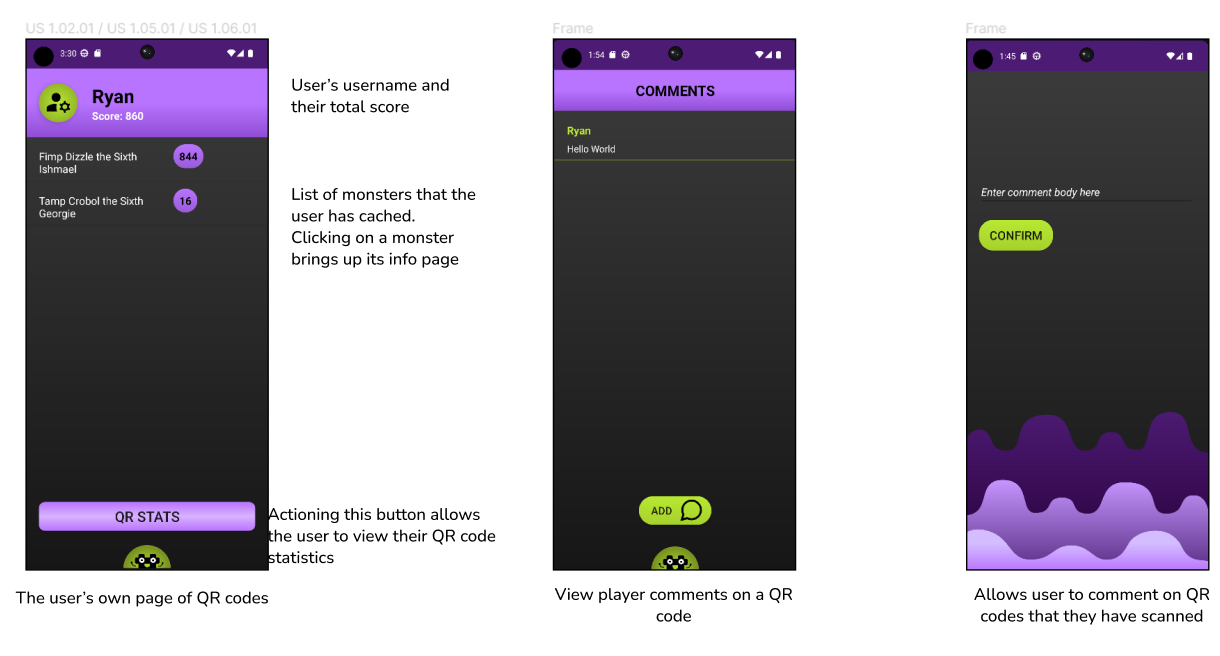 US 1.02.01 / US 1.05.01 / US 1.06.01
3:30
Ryan
Score: 860
Fimp Dizzle the Sixth
Ishmael
844
Tamp Crobol the Sixth
Georgie
16
QR STATS
User's username and
their total score
List of monsters that the
user has cached.
Clicking on a monster
brings up its info page
Actioning this button allows
the user to view their QR code
statistics
The user's own page of QR codes
Frame
1:54
COMMENTS
Ryan
Hello World
ADD
View player comments on a QR
code
Frame
1:45
Enter comment body here
CONFIRM
Allows user to comment on QR
codes that they have scanned